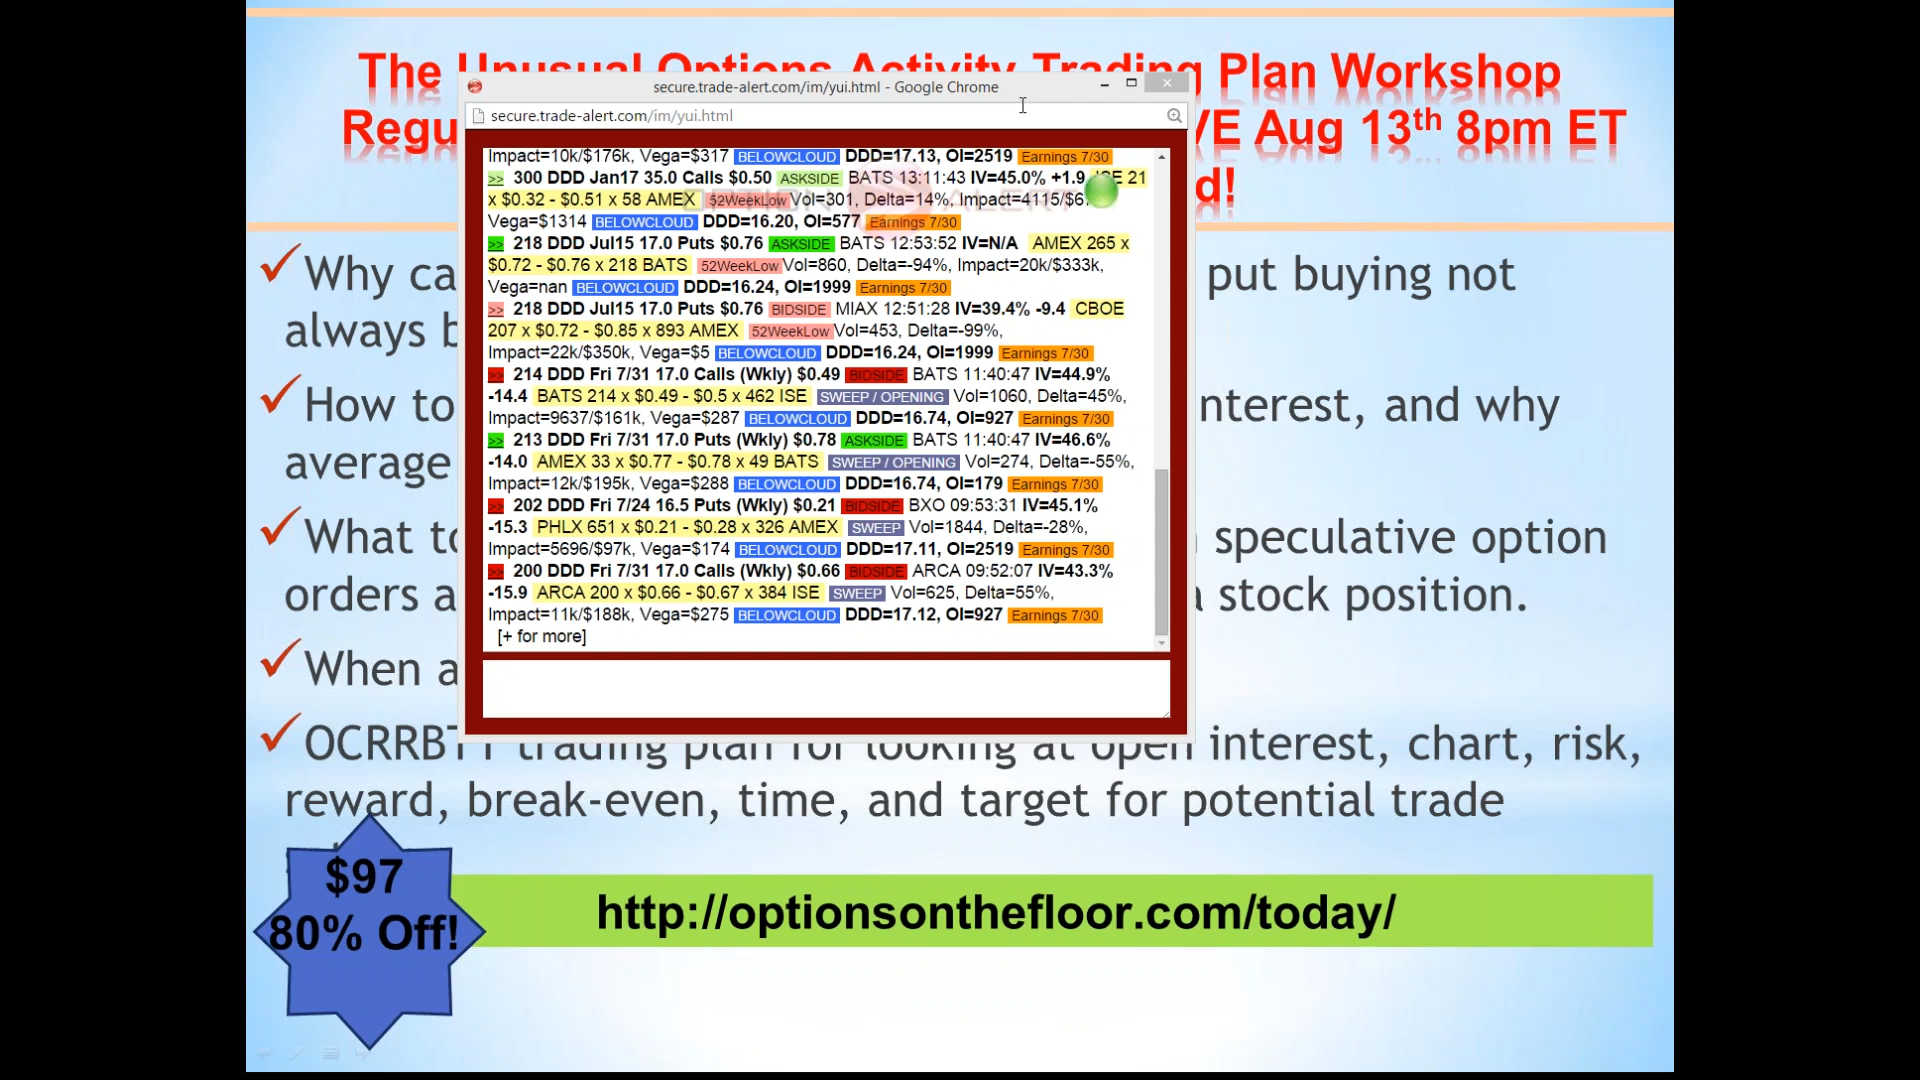 The Unusual Options Activity Trading Plan Workshop
Regu VE Aug 13th 8pm ET
d!
secure.trade-alert.com/im/yui.html - Google Chrome
secure.trade-alert.com/im/yui.html
Impact=10k/$176k, Vega=$317 BELOWCLOUD DDD=17.13, OI=2519 Earnings 7/30
>> 300 DDD Jan17 35.0 Calls $0.50 ASKSIDE BATS 13:11:43 IV=45.0% +1.9 ISE 21
x $0.32 - $0.51 x 58 AMEX 52WeekLow Vol=301, Delta=14%, Impact=4115/$6
Vega=$1314 BELOWCLOUD DDD=16.20, OI=577 Earnings 7/30
>> 218 DDD Jul15 17.0 Puts $0.76 ASKSIDE BATS 12:53:52 IV=N/A AMEX 265 x
$0.72 - $0.76 x 218 BATS 52WeekLow Vol=860, Delta=-94%, Impact=20k/$333k,
Vega=nan BELOWCLOUD DDD=16.24, OI=1999 Earnings 7/30
>> 218 DDD Jul15 17.0 Puts $0.76 BIDSIDE MIAX 12:51:28 IV=39.4% -9.4 CBOE
207 x $0.72 - $0.85 x 893 AMEX 52WeekLow Vol=453, Delta=-99%,
Impact=22k/$350k, Vega=$5 BELOWCLOUD DDD=16.24, OI=1999 Earnings 7/30
>> 214 DDD Fri 7/31 17.0 Calls (Wkly) $0.49 BIDSIDE BATS 11:40:47 IV=44.9%
-14.4 BATS 214 x $0.49 - $0.5 x 462 ISE SWEEP / OPENING Vol=1060, Delta=45%,
Impact=9637/$161k, Vega=$287 BELOWCLOUD DDD=16.74, OI=927 Earnings 7/30
>> 213 DDD Fri 7/31 17.0 Puts (Wkly) $0.78 ASKSIDE BATS 11:40:47 IV=46.6%
-14.0 AMEX 33 x $0.77 - $0.78 x 49 BATS SWEEP / OPENING Vol=274, Delta=-55%,
Impact=12k/$195k, Vega=$288 BELOWCLOUD DDD=16.74, OI=179 Earnings 7/30
>> 202 DDD Fri 7/24 16.5 Puts (Wkly) $0.21 BIDSIDE BXO 09:53:31 IV=45.1%
-15.3 PHLX 651 x $0.21 - $0.28 x 326 AMEX SWEEP Vol=1844, Delta=-28%,
Impact=5696/$97k, Vega=$174 BELOWCLOUD DDD=17.11, OI=2519 Earnings 7/30
>> 200 DDD Fri 7/31 17.0 Calls (Wkly) $0.66 BIDSIDE ARCA 09:52:07 IV=43.3%
-15.9 ARCA 200 x $0.66 - $0.67 x 384 ISE SWEEP Vol=625, Delta=55%,
Impact=11k/$188k, Vega=$275 BELOWCLOUD DDD=17.12, OI=927 Earnings 7/30
[+ for more]
Why ca put buying not
always b
How to nterest, and why
average
What to speculative option
orders a a stock position.
When a
OCRRBTT trading plan for looking at open interest, chart, risk,
reward, break-even, time, and target for potential trade
$97
80% Off!
http://optionsonthefloor.com/today/